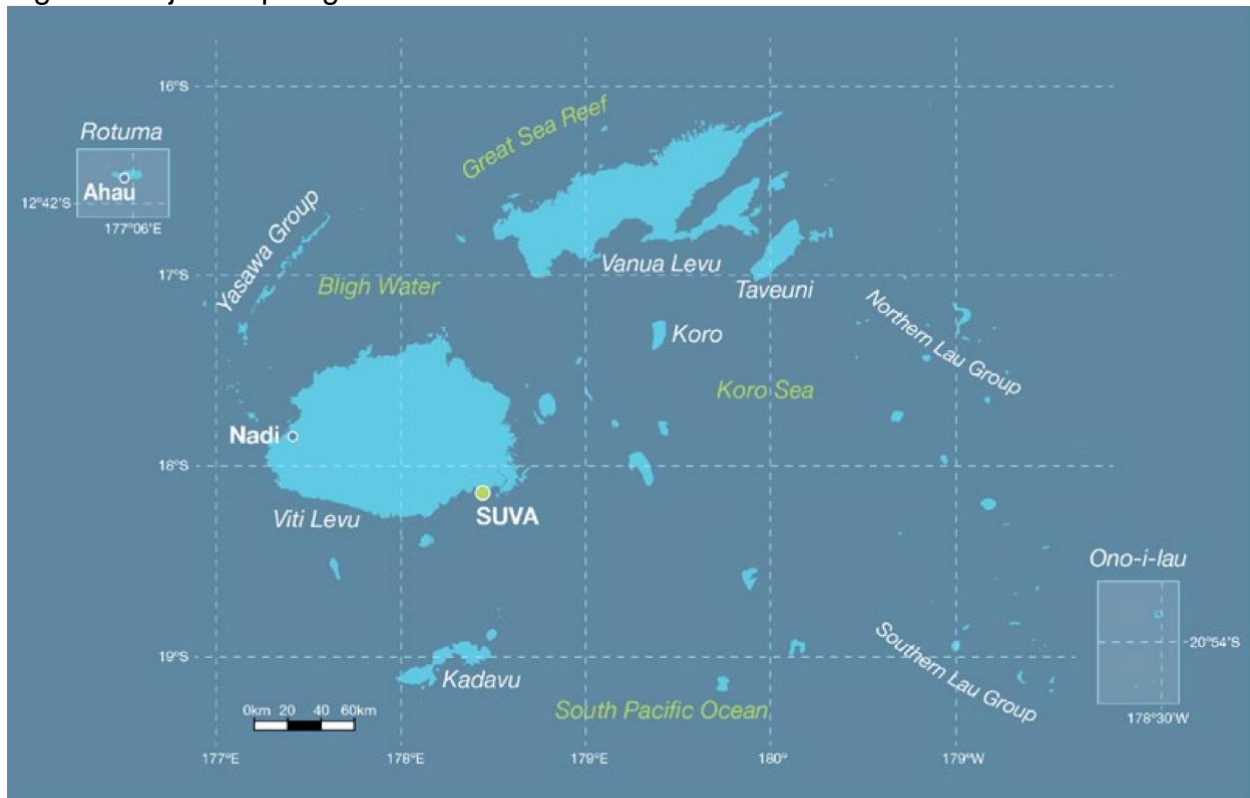 16°S
Great Sea Reef
Rotuma
Ahau
12°42'S
177°06'E
Yasawa Group
Bligh Water
17°S
Vanua Levu
Taveuni
Northern Lau Group
Koro
Koro Sea
Nadi
18°S
Viti Levu
SUVA
Ono-i-lau
20°54'S
178°30'W
Southern Lau Group
19°S
Kadavu
South Pacific Ocean
0km 20 40 60km
177°E 178°E 179°E 180° 179°W